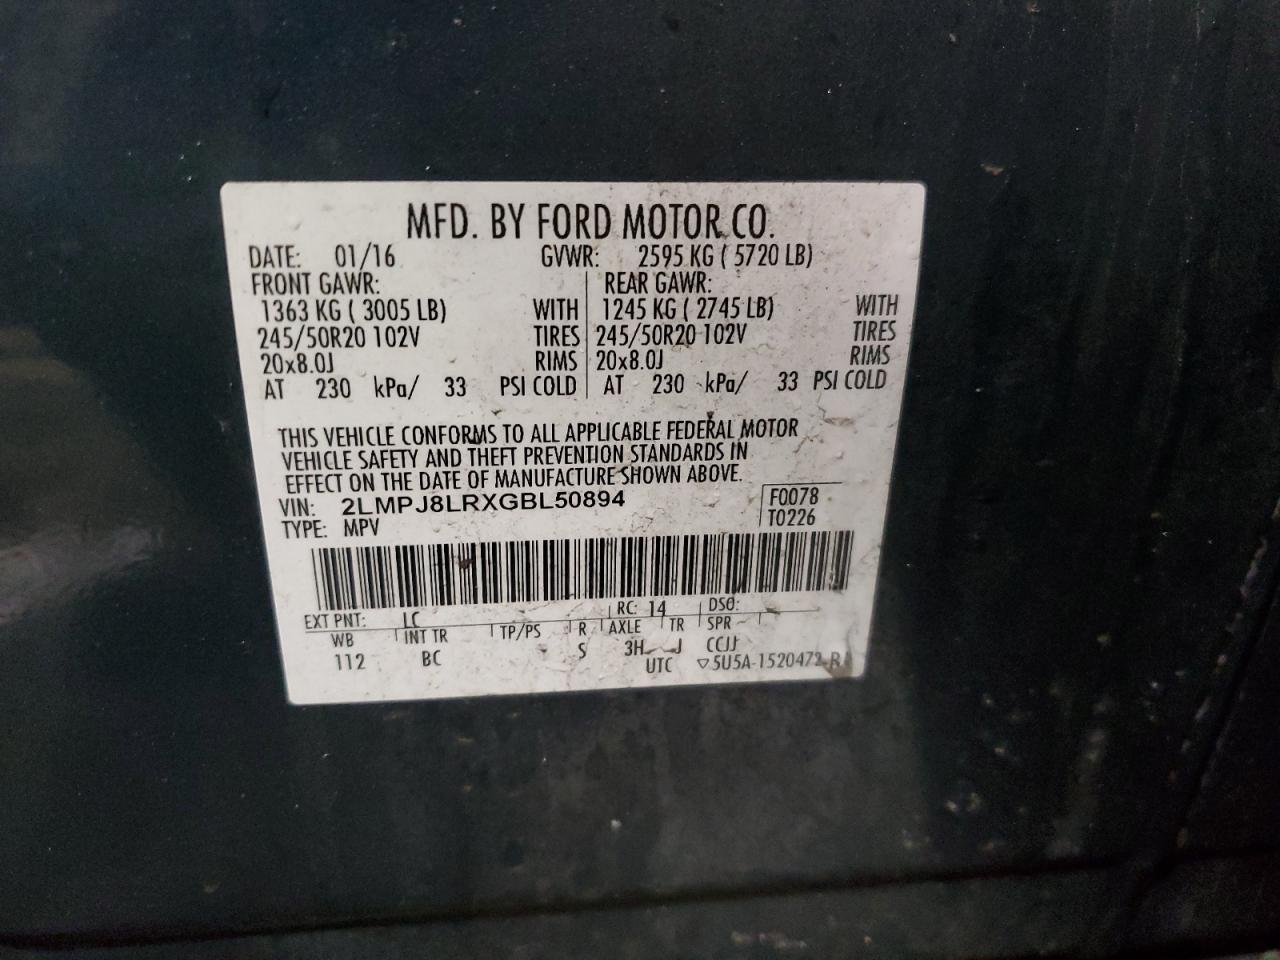 MFD. BY FORD MOTOR CO.
DATE: 01/16 GVWR: 2595 KG ( 5720 LB)
FRONT GAWR: REAR GAWR:
1363 KG ( 3005 LB) WITH 1245 KG ( 2745 LB) WITH
245/50R20 102V TIRES 245/50R20 102V TIRES
20x8.0J RIMS 20x8.0J RIMS
AT 230 kPa/ 33 PSI COLD AT 230 kPa/ 33 PSI COLD
THIS VEHICLE CONFORMS TO ALL APPLICABLE FEDERAL MOTOR
VEHICLE SAFETY AND THEFT PREVENTION STANDARDS IN
EFFECT ON THE DATE OF MANUFACTURE SHOWN ABOVE.
VIN: 2LMPJ8LRXGBL50894 F0078
TYPE: MPV T0226
EXT PNT: LC RC: 14 DSO:
WB INT TR TP/PS R AXLE TR SPR
112 BC S 3H J CCJJ
UTC ▽5U5A-1520472